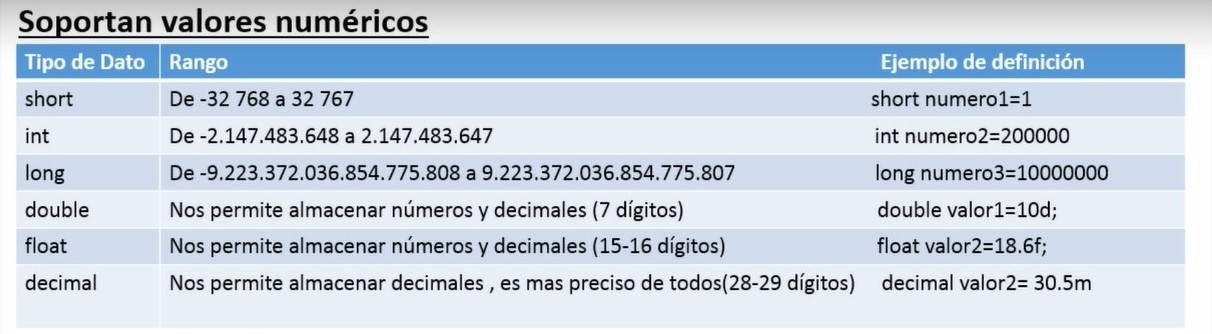 Soportan valores numéricos
Tipo de Dato Rango Ejemplo de definición
short De -32 768 a 32 767 short numero1=1
int De -2.147.483.648 a 2.147.483.647 int numero2=200000
long De -9.223.372.036.854.775.808 a 9.223.372.036.854.775.807 long numero3=10000000
double Nos permite almacenar números y decimales (7 dígitos) double valor1=10d;
float Nos permite almacenar números y decimales (15-16 dígitos) float valor2=18.6f;
decimal Nos permite almacenar decimales , es mas preciso de todos(28-29 dígitos) decimal valor2= 30.5m